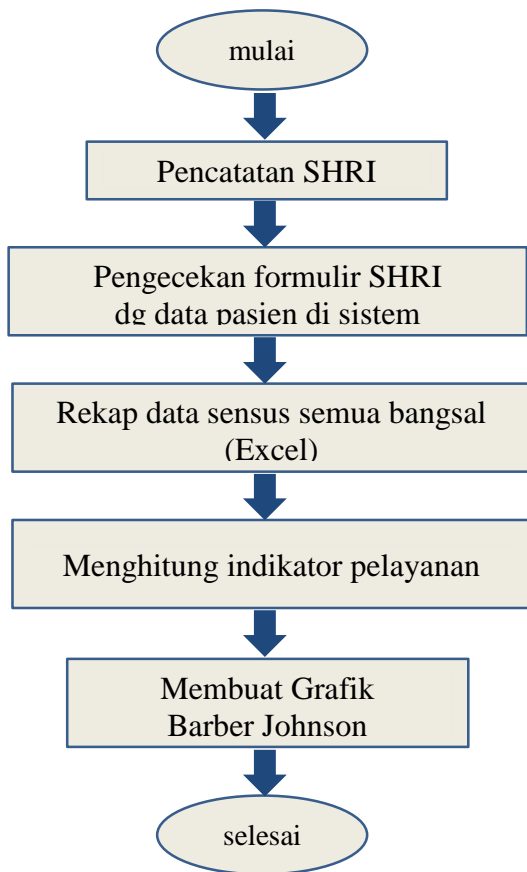 mulai
Pencatatan SHRI
Pengecekan formulir SHRI
dg data pasien di sistem
Rekap data sensus semua bangsal
(Excel)
Menghitung indikator pelayanan
Membuat Grafik
Barber Johnson
selesai